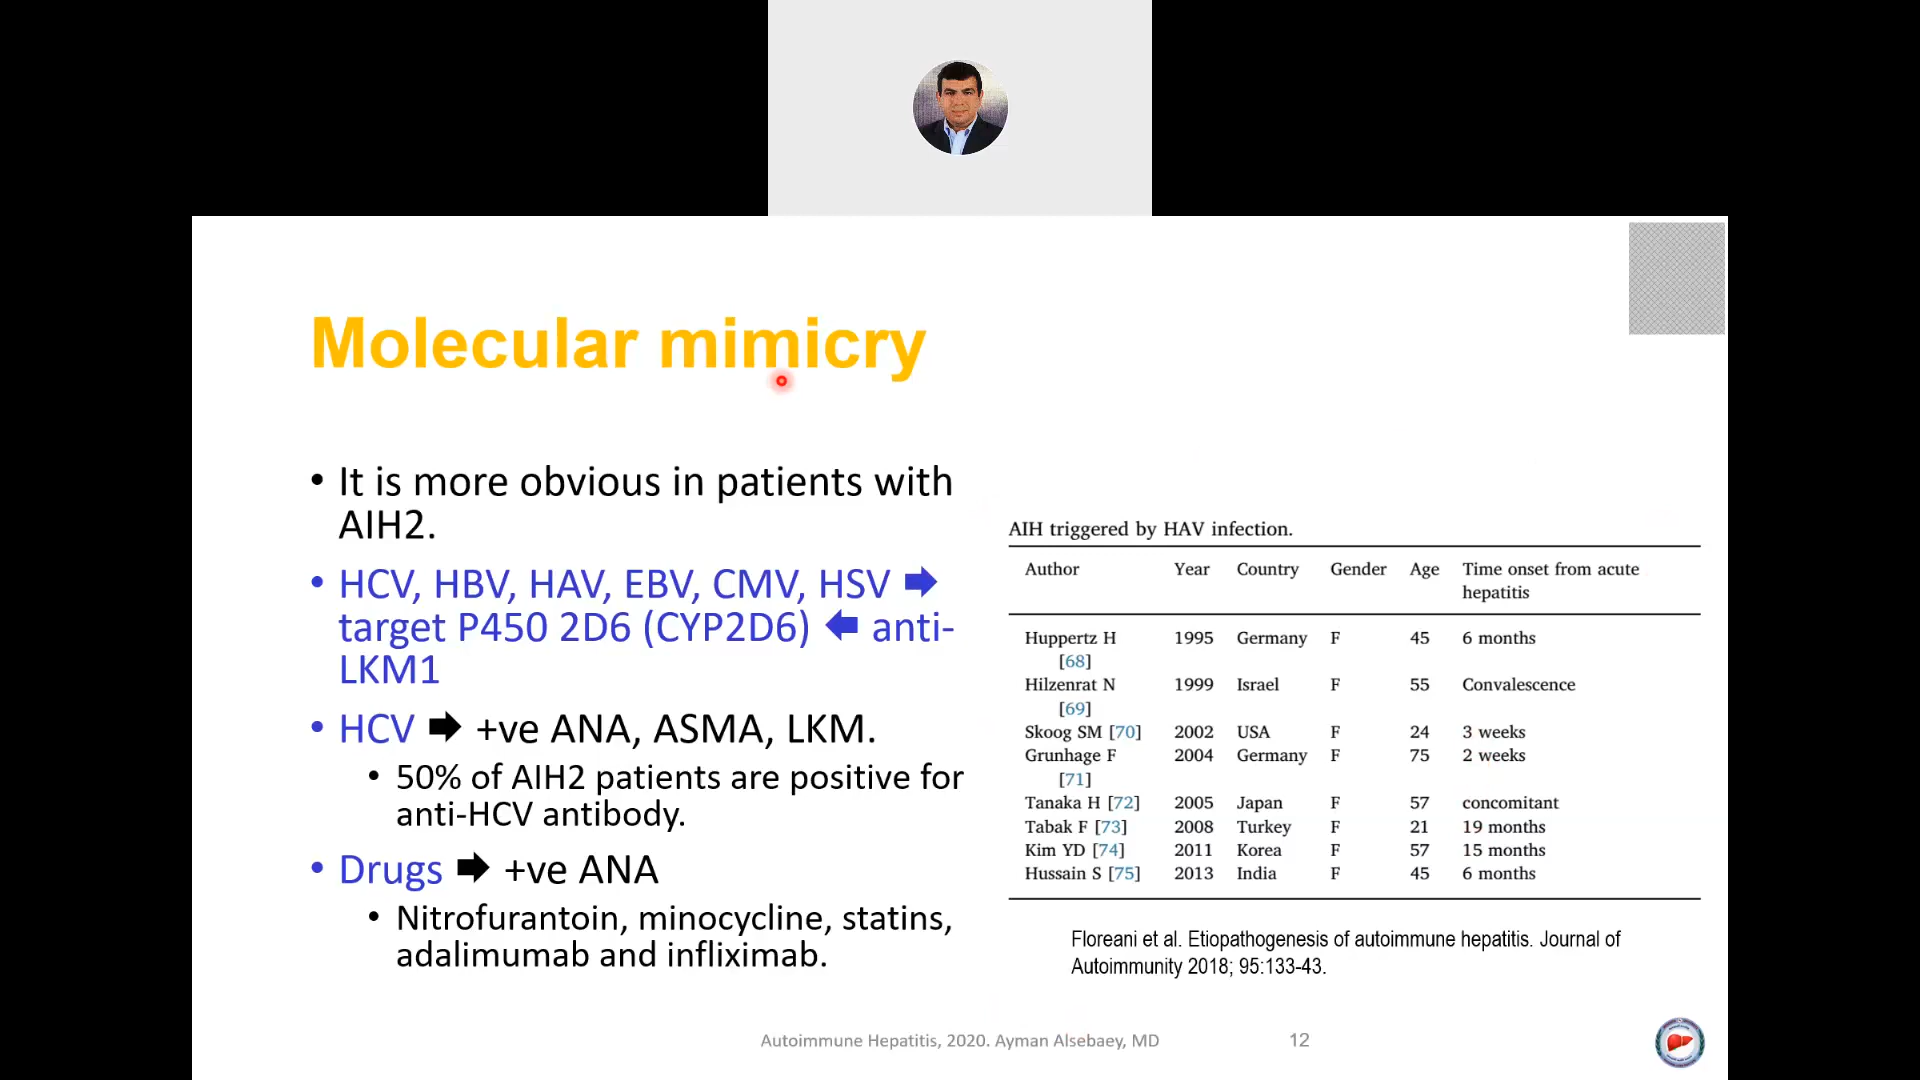 Molecular mimicry
• It is more obvious in patients with
AIH2.
• HCV, HBV, HAV, EBV, CMV, HSV ➡
target P450 2D6 (CYP2D6) ⬅ anti-
LKM1
• HCV ➡ +ve ANA, ASMA, LKM.
• 50% of AIH2 patients are positive for
anti-HCV antibody.
• Drugs ➡ +ve ANA
• Nitrofurantoin, minocycline, statins,
adalimumab and infliximab.
AIH triggered by HAV infection.
Author Year Country Gender Age Time onset from acute
hepatitis
Huppertz H 1995 Germany F 45 6 months
[68]
Hilzenrat N 1999 Israel F 55 Convalescence
[69]
Skoog SM [70] 2002 USA F 24 3 weeks
Grunhage F 2004 Germany F 75 2 weeks
[71]
Tanaka H [72] 2005 Japan F 57 concomitant
Tabak F [73] 2008 Turkey F 21 19 months
Kim YD [74] 2011 Korea F 57 15 months
Hussain S [75] 2013 India F 45 6 months
Floreani et al. Etiopathogenesis of autoimmune hepatitis. Journal of
Autoimmunity 2018; 95:133-43.
Autoimmune Hepatitis, 2020. Ayman Alsebaey, MD 12